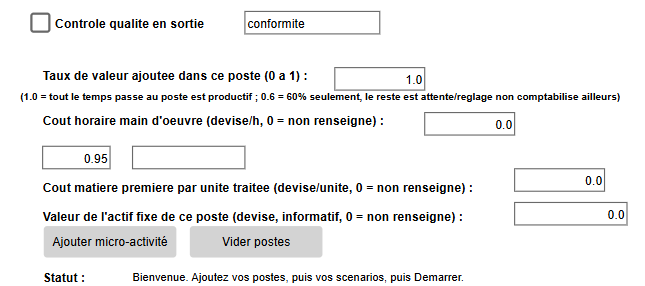 Controle qualite en sortie conformite
Taux de valeur ajoutee dans ce poste (0 a 1) : 1.0
(1.0 = tout le temps passe au poste est productif ; 0.6 = 60% seulement, le reste est attente/reglage non comptabilise ailleurs)
Cout horaire main d'oeuvre (devise/h, 0 = non renseigne) : 0.0
0.95
Cout matiere premiere par unite traitee (devise/unite, 0 = non renseigne) : 0.0
Valeur de l'actif fixe de ce poste (devise, informatif, 0 = non renseigne) : 0.0
Ajouter micro-activité Vider postes
Statut : Bienvenue. Ajoutez vos postes, puis vos scenarios, puis Demarrer.